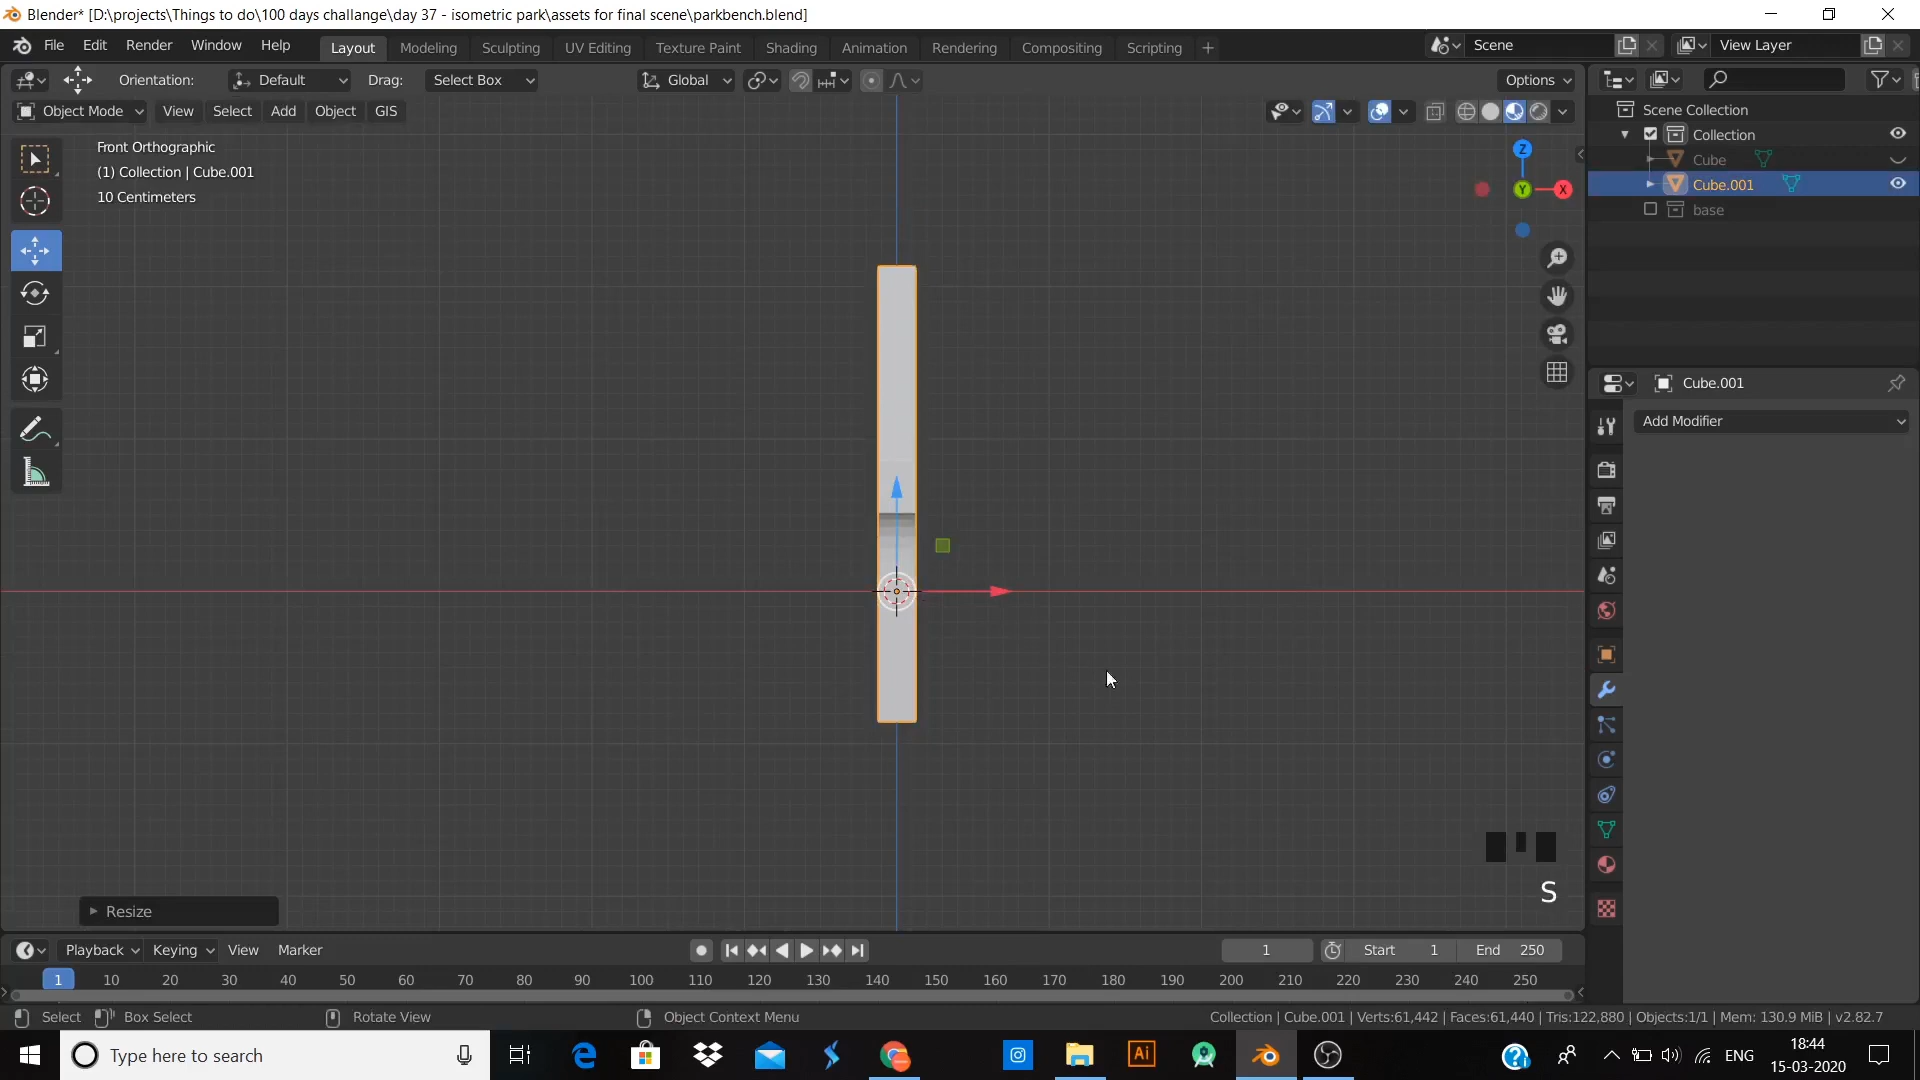 Blender* [D:\projects\Things to do\100 days challange\day 37 - isometric park\assets for final scene\parkbench.blend]
File Edit Render Window Help Layout Modeling Sculpting UV Editing Texture Paint Shading Animation Rendering Compositing Scripting + Scene View Layer
Orientation: Default Drag: Select Box Global Options
Object Mode View Select Add Object GIS
Scene Collection
Collection
Cube
Cube.001
base
Front Orthographic
(1) Collection | Cube.001
10 Centimeters
Z
Y
X
Cube.001
Add Modifier
S
Resize
Playback Keying View Marker 1 Start 1 End 250
1 10 20 30 40 50 60 70 80 90 100 110 120 130 140 150 160 170 180 190 200 210 220 230 240 250
Select Box Select Rotate View Object Context Menu Collection | Cube.001 | Verts:61,442 | Faces:61,440 | Tris:122,880 | Objects:1/1 | Mem: 130.9 MiB | v2.82.7
Type here to search Ai ENG 18:44
15-03-2020